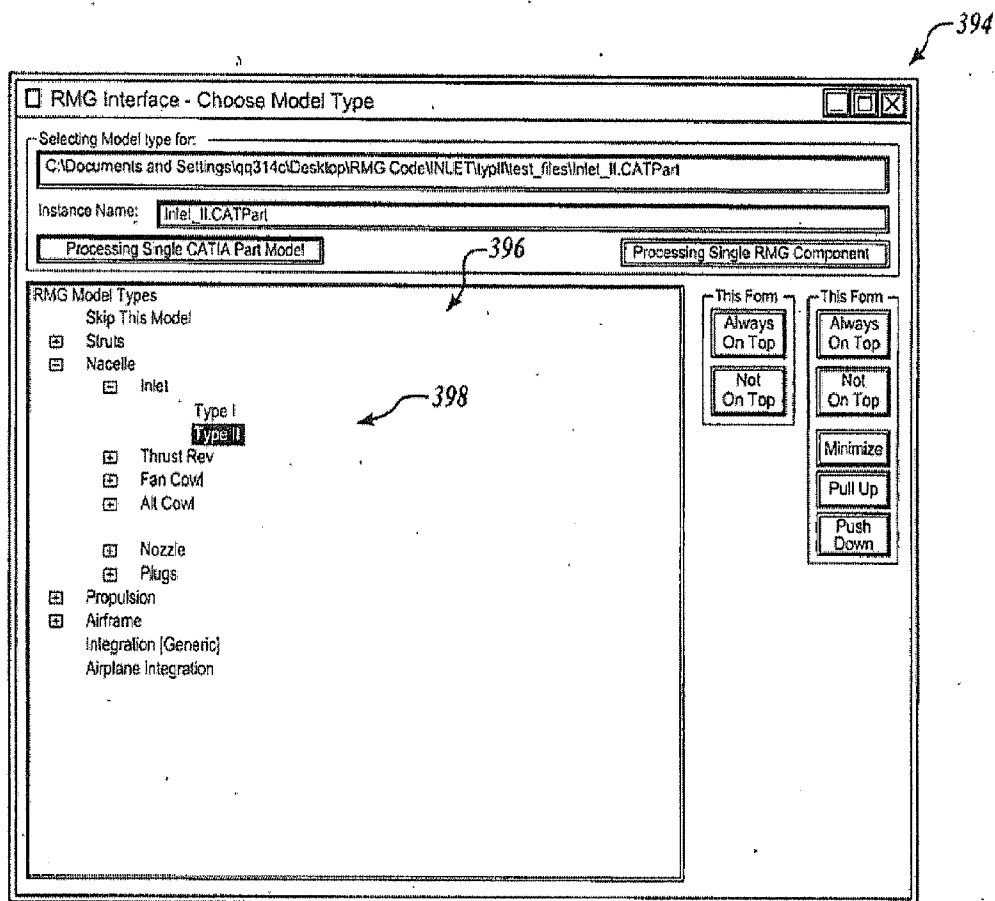 394
RMG Interface - Choose Model Type
Selecting Model type for:
C:\Documents and Settings\qq314c\Desktop\RMG Code\INLET\typII\test_files\Inlet_II.CATPart
Instance Name: Inlet_II.CATPart
Processing Single CATIA Part Model
Processing Single RMG Component
396
RMG Model Types
Skip This Model
Struts
Nacelle
Inlet
398
Type I
Type II
Thrust Rev
Fan Cowl
Aft Cowl
Nozzle
Plugs
Propulsion
Airframe
Integration [Generic]
Airplane Integration
This Form
Always
On Top
Not
On Top
This Form
Always
On Top
Not
On Top
Minimize
Pull Up
Push
Down